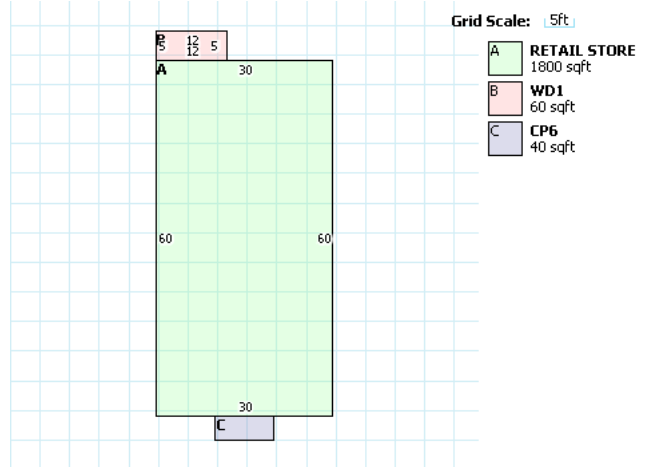 Grid Scale: 5ft
A RETAIL STORE
1800 sqft
B WD1
60 sqft
C CP6
40 sqft
B
5 12 5
12
A 30
60 60
30
C